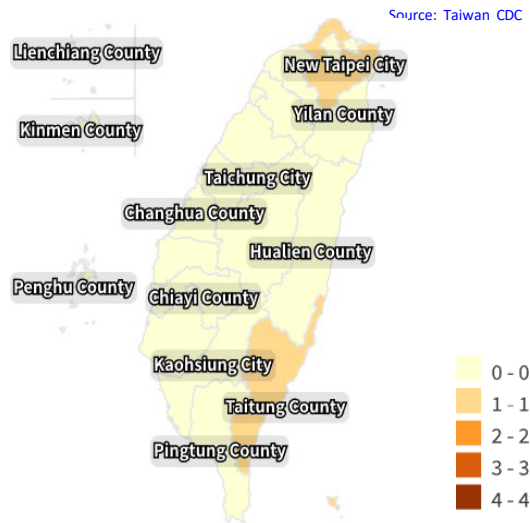 Source: Taiwan CDC
Lienchiang County
New Taipei City
Yilan County
Kinmen County
Taichung City
Changhua County
Hualien County
Penghu County
Chiayi County
Kaohsiung City
Taitung County
Pingtung County
0 - 0
1 - 1
2 - 2
3 - 3
4 - 4